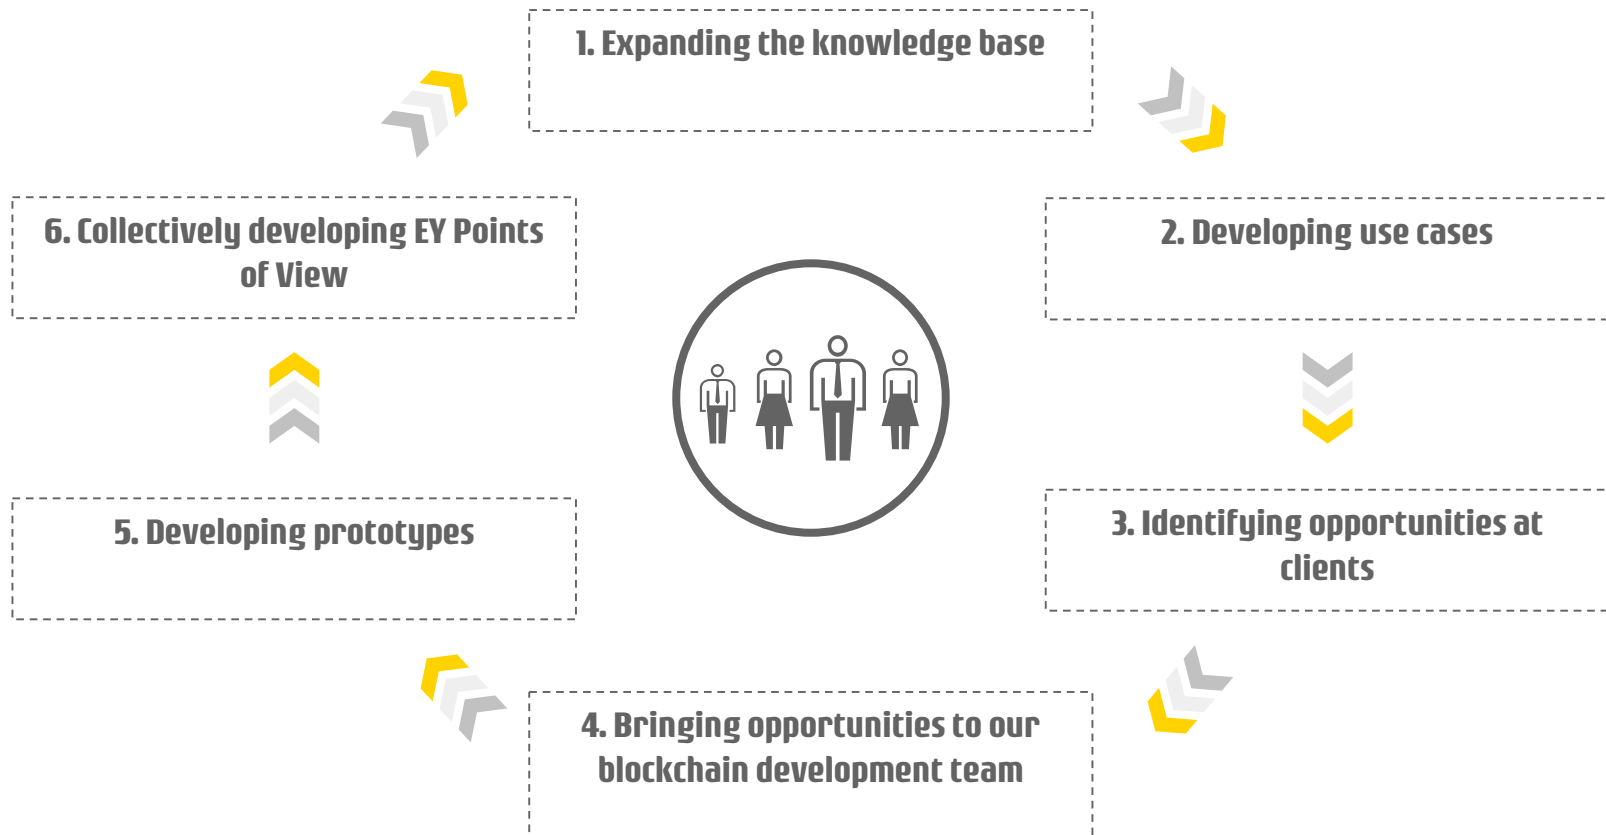 1. Expanding the knowledge base
2. Developing use cases
3. Identifying opportunities at
clients
4. Bringing opportunities to our
blockchain development team
5. Developing prototypes
6. Collectively developing EY Points
of View